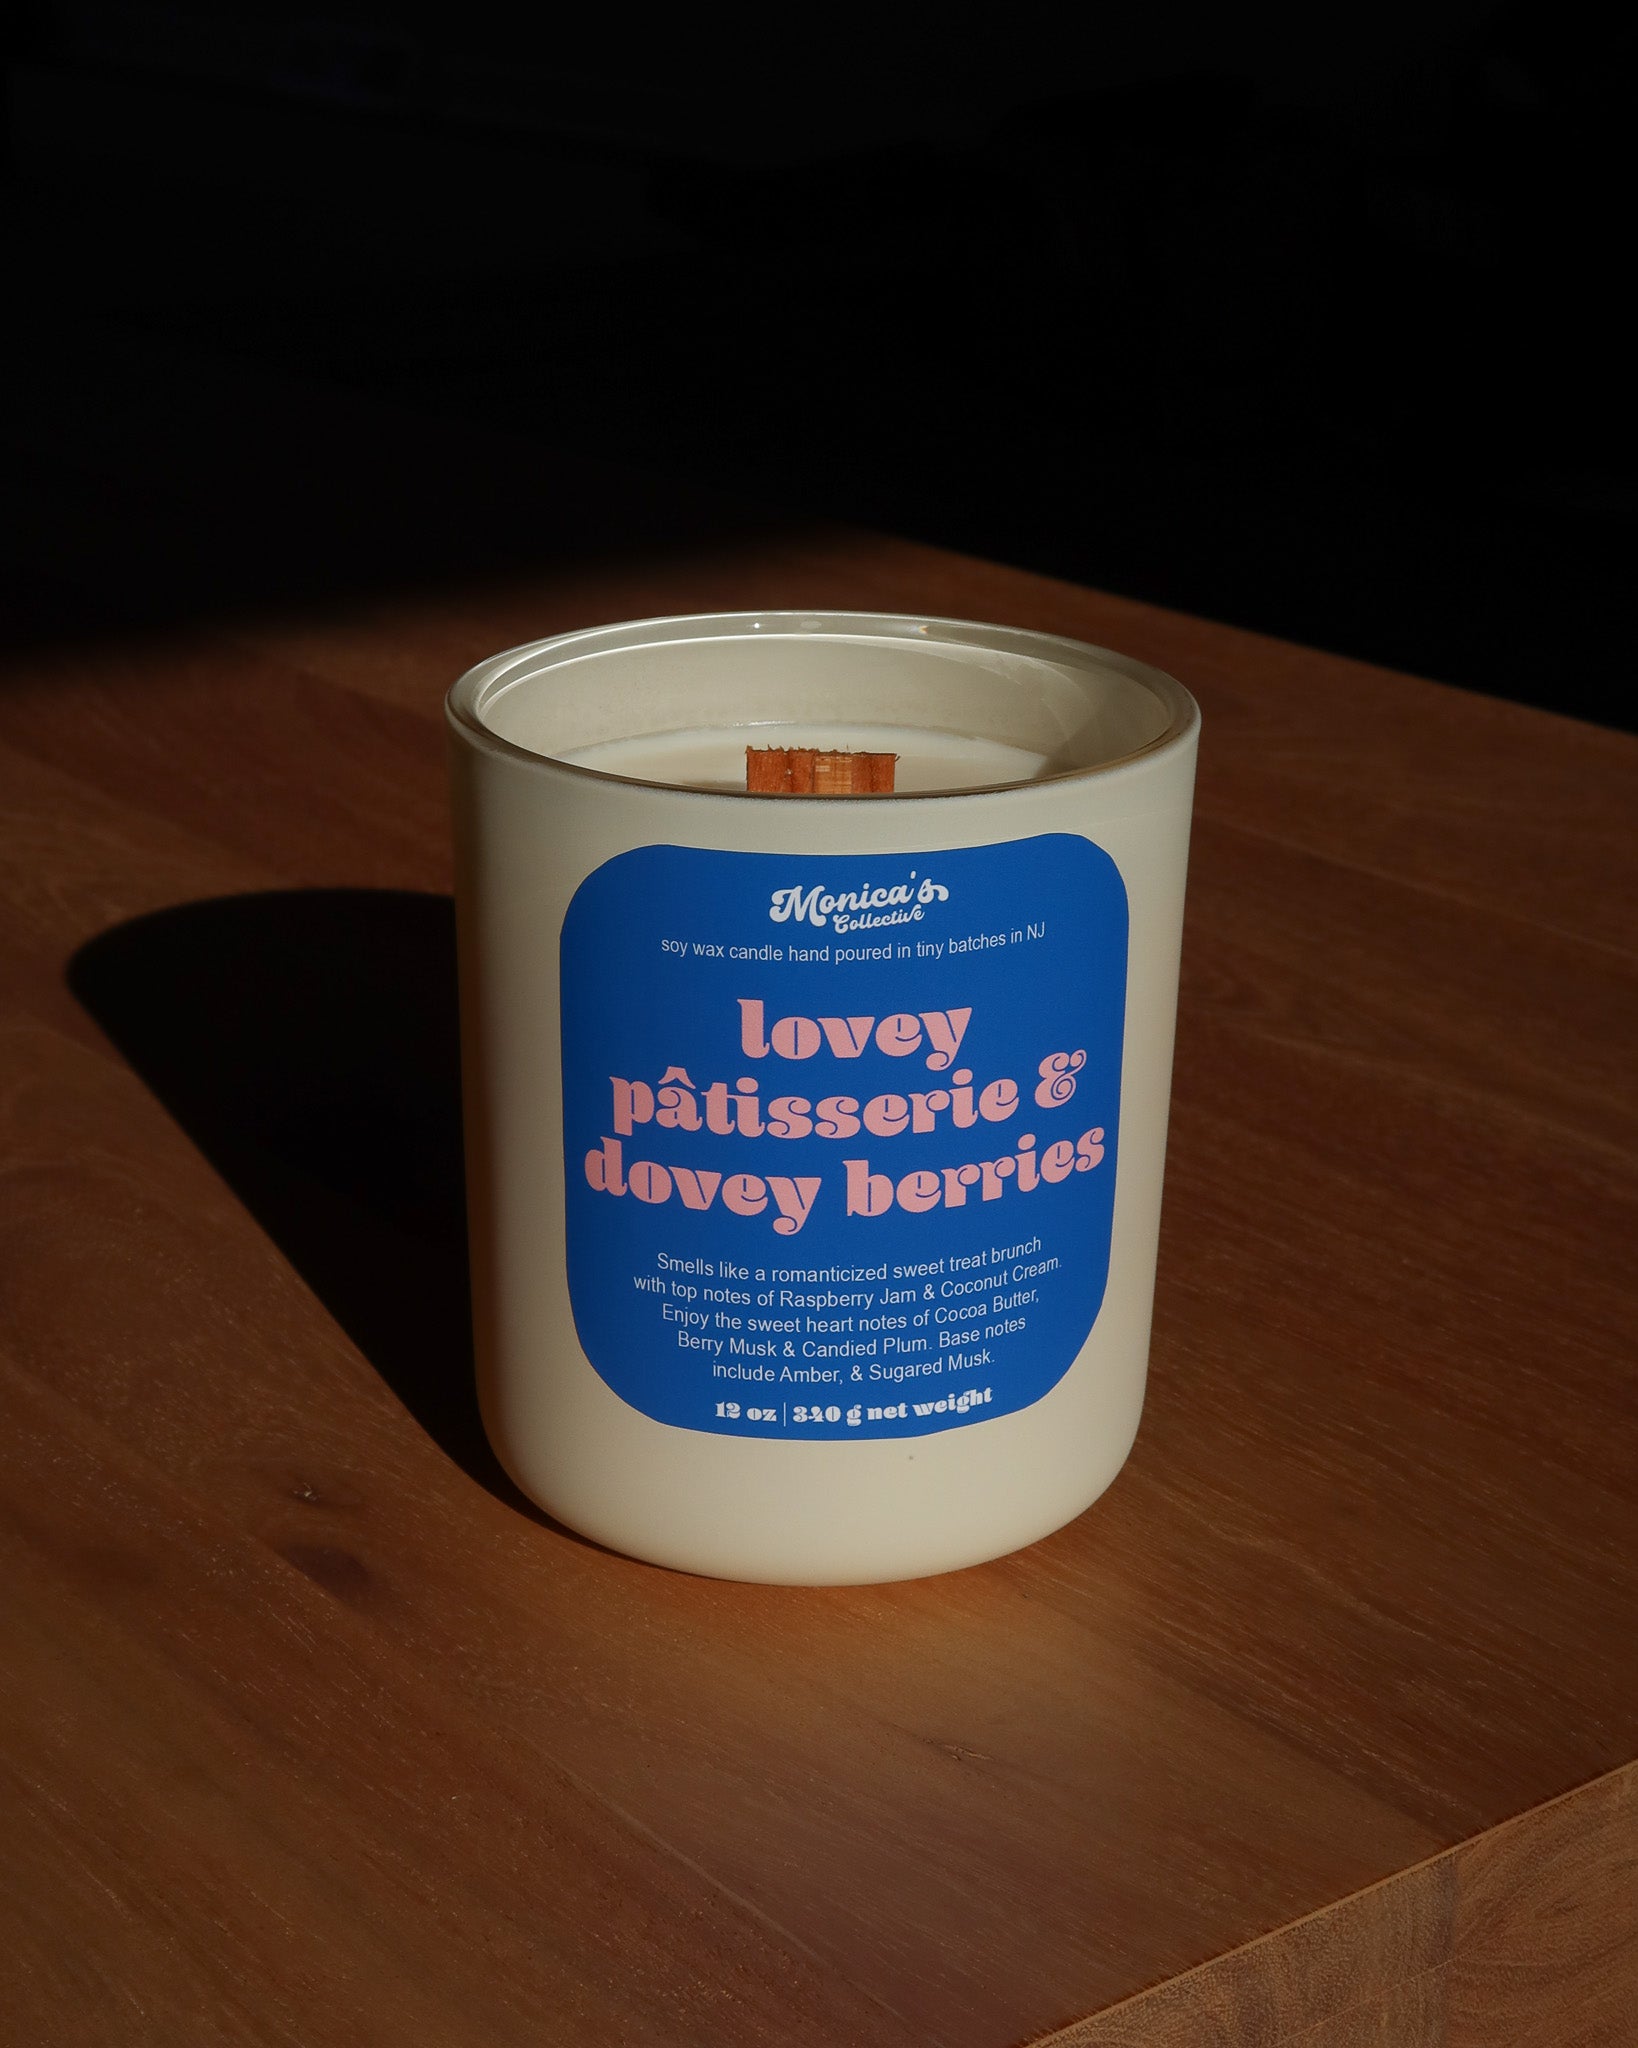 Monica's
Collective
soy wax candle hand poured in tiny batches in NJ
lovey
pâtisserie &
dovey berries
Smells like a romanticized sweet treat brunch
with top notes of Raspberry Jam & Coconut Cream.
Enjoy the sweet heart notes of Cocoa Butter,
Berry Musk & Candied Plum. Base notes
include Amber, & Sugared Musk.
12 oz | 340 g net weight